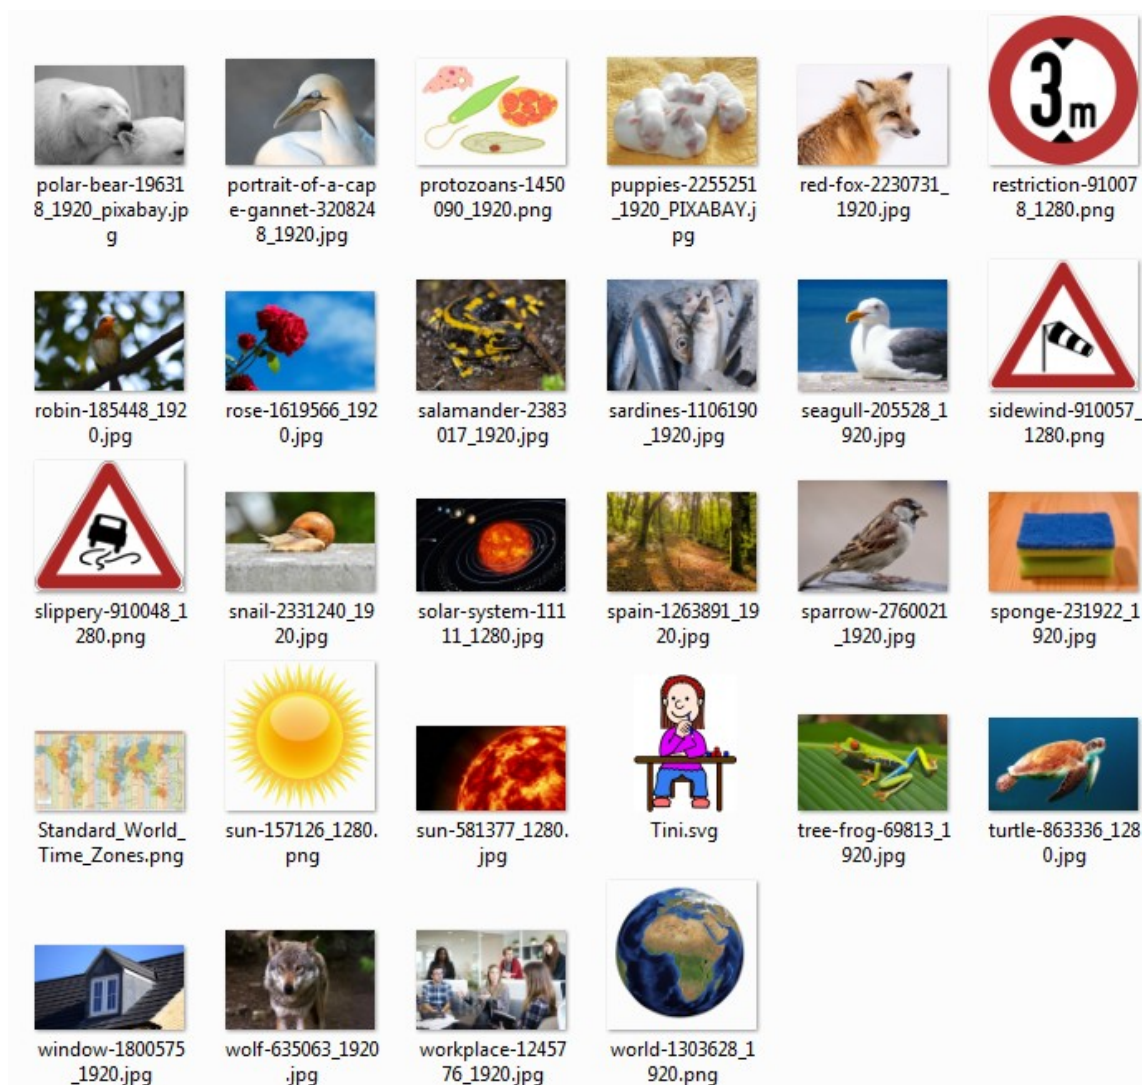 3m
polar-bear-19631
8_1920_pixabay.jp
g
portrait-of-a-cap
e-gannet-320824
8_1920.jpg
protozoans-1450
090_1920.png
puppies-2255251
_1920_PIXABAY.j
pg
red-fox-2230731_
1920.jpg
restriction-91007
8_1280.png
robin-185448_192
0.jpg
rose-1619566_192
0.jpg
salamander-2383
017_1920.jpg
sardines-1106190
_1920.jpg
seagull-205528_1
920.jpg
sidewind-910057_
1280.png
slippery-910048_1
280.png
snail-2331240_19
20.jpg
solar-system-111
11_1280.jpg
spain-1263891_19
20.jpg
sparrow-2760021
_1920.jpg
sponge-231922_1
920.jpg
Standard_World_
Time_Zones.png
sun-157126_1280.
png
sun-581377_1280.
jpg
Tini.svg
tree-frog-69813_1
920.jpg
turtle-863336_128
0.jpg
window-1800575
_1920.jpg
wolf-635063_1920
.jpg
workplace-12457
76_1920.jpg
world-1303628_1
920.png